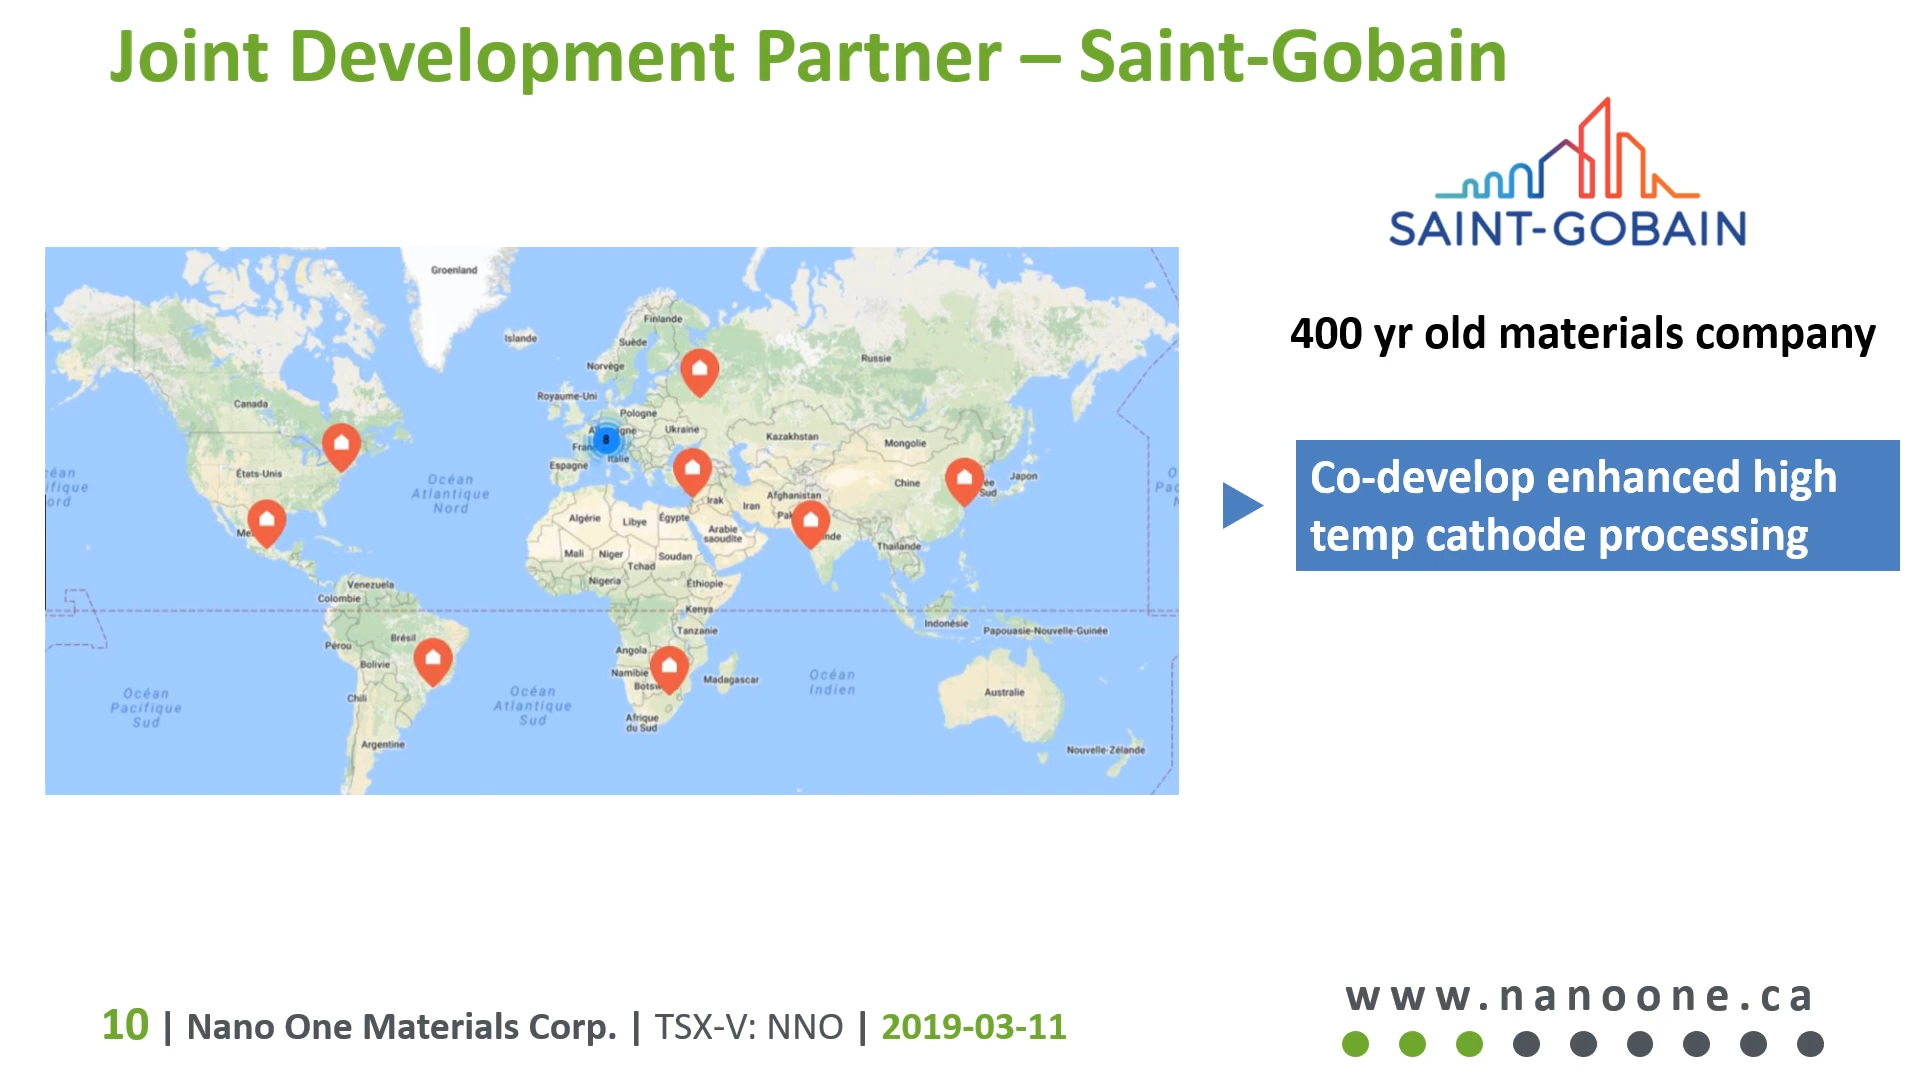 Joint Development Partner – Saint-Gobain
SAINT-GOBAIN
400 yr old materials company
Co-develop enhanced high
temp cathode processing
Groenland
Islande
Finlande
Suède
Norvège
Russie
Royaume-Uni
Pologne
Ukraine
Kazakhstan
Mongolie
8
Italie
Espagne
Canada
États-Unis
Océan
Atlantique
Nord
Chine
Japon
Sud
Afghanistan
Irak
Iran
Algérie
Libye
Égypte
Arabie
saoudite
Mali
Niger
Soudan
Tchad
Thaïlande
Nigeria
Éthiopie
Venezuela
Colombie
Kenya
Indonésie
Papouasie-Nouvelle-Guinée
Tanzanie
Brésil
Pérou
Angola
Bolivie
Namibie
Madagascar
Océan
Indien
Océan
Pacifique
Sud
Océan
Atlantique
Sud
Chili
Australie
Afrique
du Sud
Argentine
Nouvelle-Zélande
10 | Nano One Materials Corp. | TSX-V: NNO | 2019-03-11
www.nanoone.ca